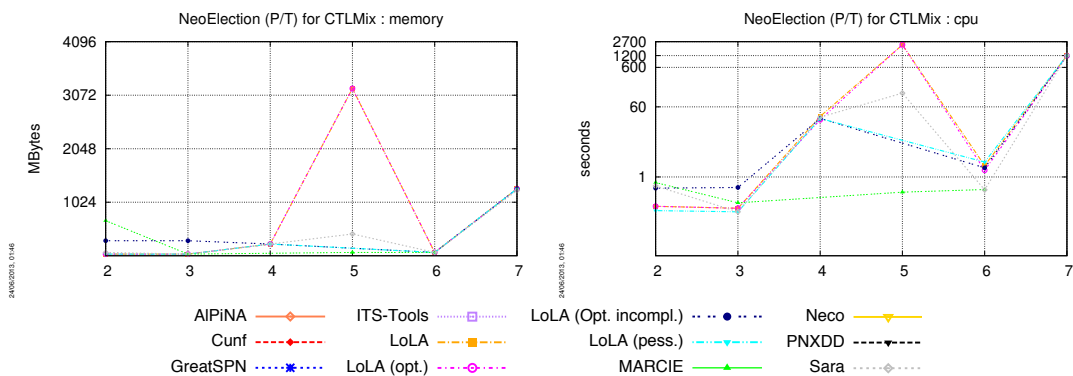 NeoElection (P/T) for CTLMix : memory
4096
3072
2048
1024
MBytes
2 3 4 5 6 7
24/06/2013, 01:46
NeoElection (P/T) for CTLMix : cpu
2700
1200
600
60
1
seconds
2 3 4 5 6 7
24/06/2013, 01:46
AlPiNA
Cunf
GreatSPN
ITS-Tools
LoLA
LoLA (opt.)
LoLA (Opt. incompl.)
LoLA (pess.)
MARCIE
Neco
PNXDD
Sara